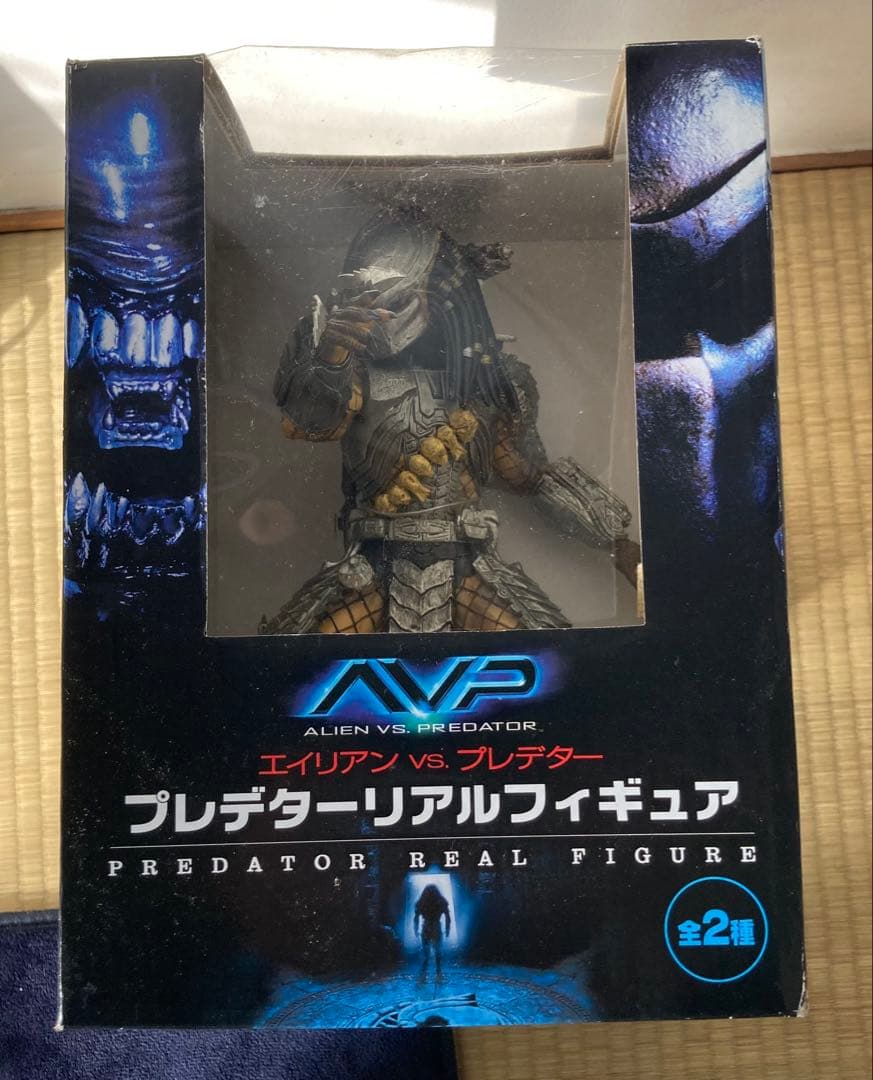 AVP
ALIEN VS. PREDATOR
エイリアン VS. プレデター
プレデターリアルフィギュア
PREDATOR REAL FIGURE
全2種